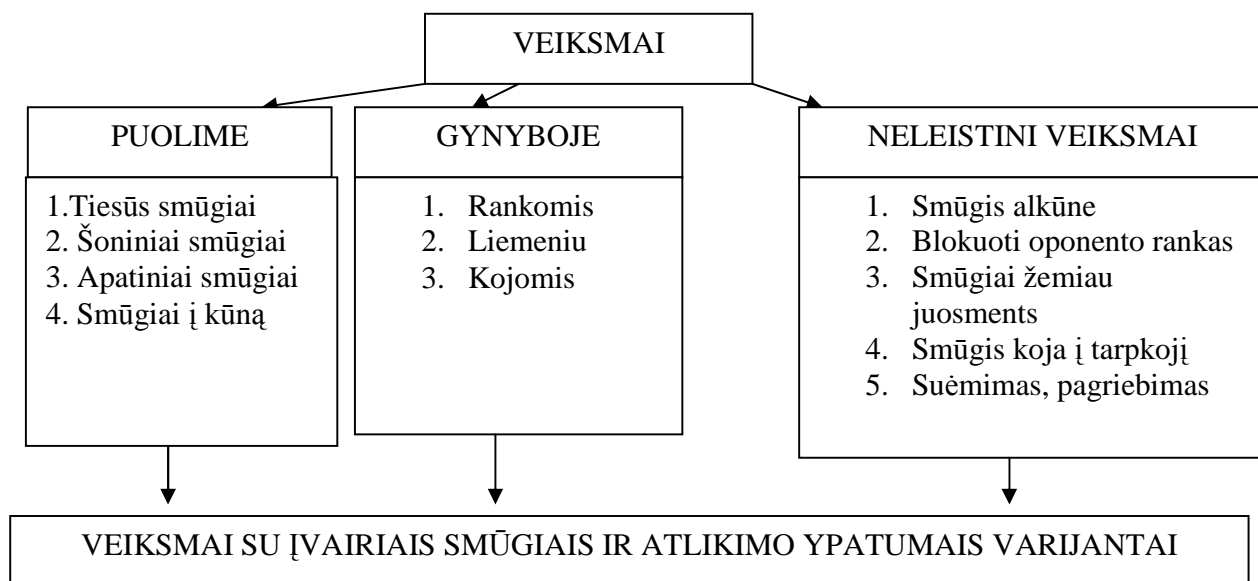 VEIKSMAI
PUOLIME
1.Tiesūs smūgiai
2. Šoniniai smūgiai
3. Apatiniai smūgiai
4. Smūgiai į kūną
GYNYBOJE
1. Rankomis
2. Liemeniu
3. Kojomis
NELEISTINI VEIKSMAI
1. Smūgis alkūne
2. Blokuoti oponento rankas
3. Smūgiai žemiau
juosments
4. Smūgis koja į tarpkojį
5. Suėmimas, pagriebimas
VEIKSMAI SU ĮVAIRIAIS SMŪGIAIS IR ATLIKIMO YPATUMAIS VARIJANTAI